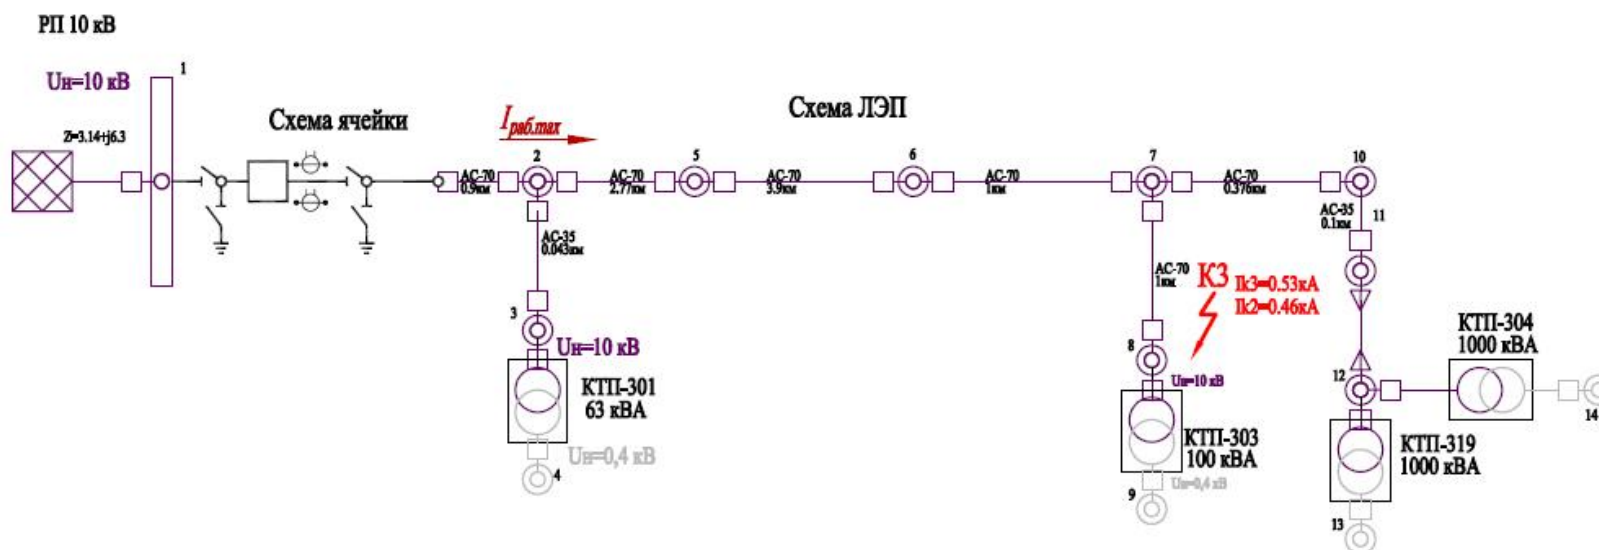 РП 10 кВ
Uн=10 кВ
1
Z=3.14+j6.3
Схема ячейки
Iраб.max
Схема ЛЭП
2
5
6
7
10
АС-70
0.9км
АС-70
2.77км
АС-70
3.9км
АС-70
1км
АС-70
0.376км
АС-35
0.1км
11
АС-35
0.043км
АС-70
1км
КЗ
Iк3=0.53кА
Iк2=0.46кА
3
Uн=10 кВ
8
Uн=10 кВ
12
КТП-304
1000 кВА
14
КТП-301
63 кВА
Uн=0,4 кВ
4
КТП-303
100 кВА
Uн=0,4 кВ
9
КТП-319
1000 кВА
13